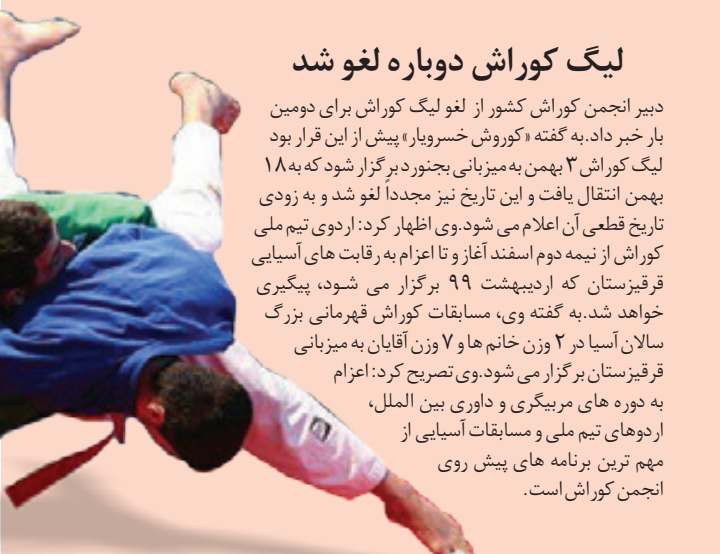 لیگ کوراش دوباره لغو شد
دبیر انجمن کوراش کشور از لغو لیگ کوراش برای دومین
بار خبر داد.به گفته «کوروش خسرویار» پیش از این قرار بود
لیگ کوراش ۳ بهمن به میزبانی بجنورد برگزار شود که به ۱۸
بهمن انتقال یافت و این تاریخ نیز مجدداً لغو شد و به زودی
تاریخ قطعی آن اعلام می شود.وی اظهار کرد: اردوی تیم ملی
کوراش از نیمه دوم اسفند آغاز و تا اعزام به رقابت های آسیایی
قرقیزستان که اردیبهشت ۹۹ برگزار می شود، پیگیری
خواهد شد.به گفته وی، مسابقات کوراش قهرمانی بزرگ
سالان آسیا در ۲ وزن خانم ها و ۷ وزن آقایان به میزبانی
قرقیزستان برگزار می شود.وی تصریح کرد: اعزام
به دوره های مربیگری و داوری بین الملل،
اردوهای تیم ملی و مسابقات آسیایی از
مهم ترین برنامه های پیش روی
انجمن کوراش است.